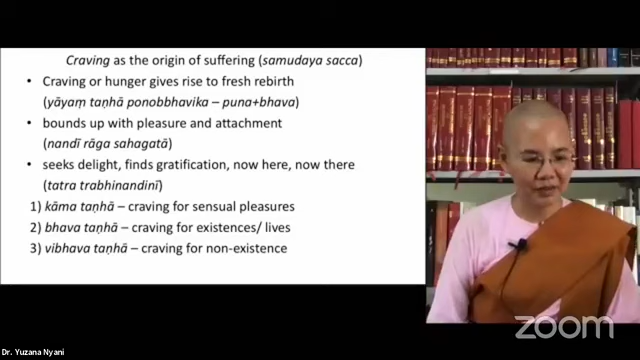 Craving as the origin of suffering (samudaya sacca)
• Craving or hunger gives rise to fresh rebirth
(yāyaṃ taṇhā ponobbhavika – puna+bhava)
• bounds up with pleasure and attachment
(nandī rāga sahagatā)
• seeks delight, finds gratification, now here, now there
(tatra trabhinandinī)
1) kāma taṇhā – craving for sensual pleasures
2) bhava taṇhā – craving for existences/ lives
3) vibhava taṇhā – craving for non-existence
zoom
Dr. Yuzana Nyani